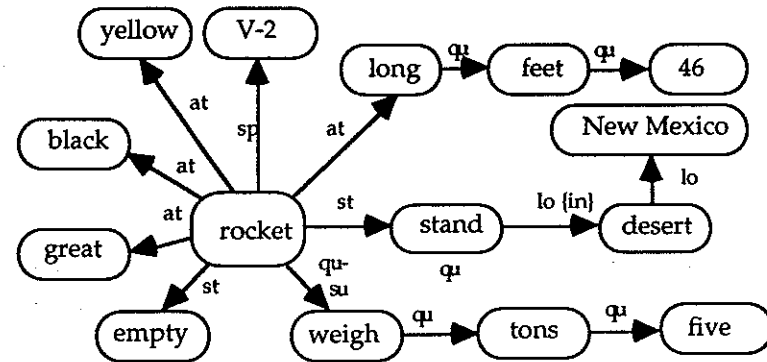 yellow
V-2
long
qu
feet
qu
46
at
sp
at
New Mexico
black
at
lo
at
rocket
st
stand
lo {in}
desert
great
st
qu-
su
qu
empty
weigh
qu
tons
qu
five